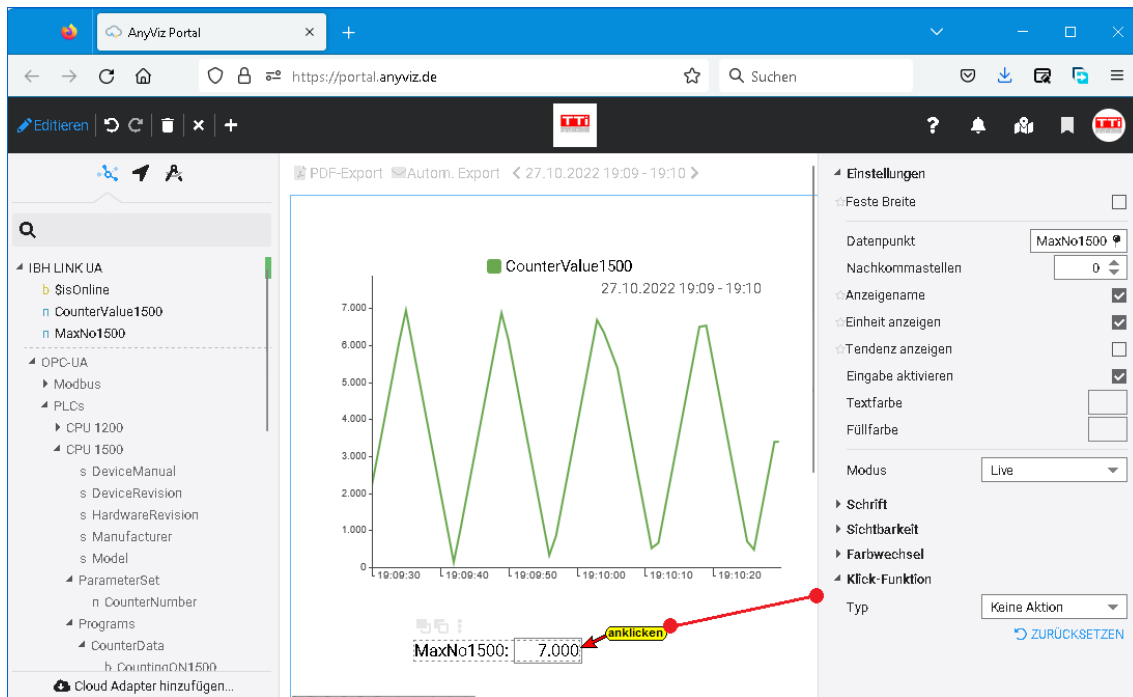 AnyViz Portal
https://portal.anyviz.de
Suchen
Editieren
TTi
TTi
PDF-Export Autom. Export 27.10.2022 19:09 - 19:10
IBH LINK UA
b $isOnline
n CounterValue1500
n MaxNo1500
OPC-UA
Modbus
PLCs
CPU 1200
CPU 1500
s DeviceManual
s DeviceRevision
s HardwareRevision
s Manufacturer
s Model
ParameterSet
n CounterNumber
Programs
CounterData
b CountingON1500
Cloud Adapter hinzufügen...
CounterValue1500
27.10.2022 19:09 - 19:10
7.000
6.000
5.000
4.000
3.000
2.000
1.000
0
19:09:30 19:09:40 19:09:50 19:10:00 19:10:10 19:10:20
anklicken
MaxNo1500: 7.000
Einstellungen
Feste Breite
Datenpunkt MaxNo1500
Nachkommastellen 0
Anzeigename
Einheit anzeigen
Tendenz anzeigen
Eingabe aktivieren
Textfarbe
Füllfarbe
Modus Live
Schrift
Sichtbarkeit
Farbwechsel
Klick-Funktion
Typ Keine Aktion
ZURÜCKSETZEN